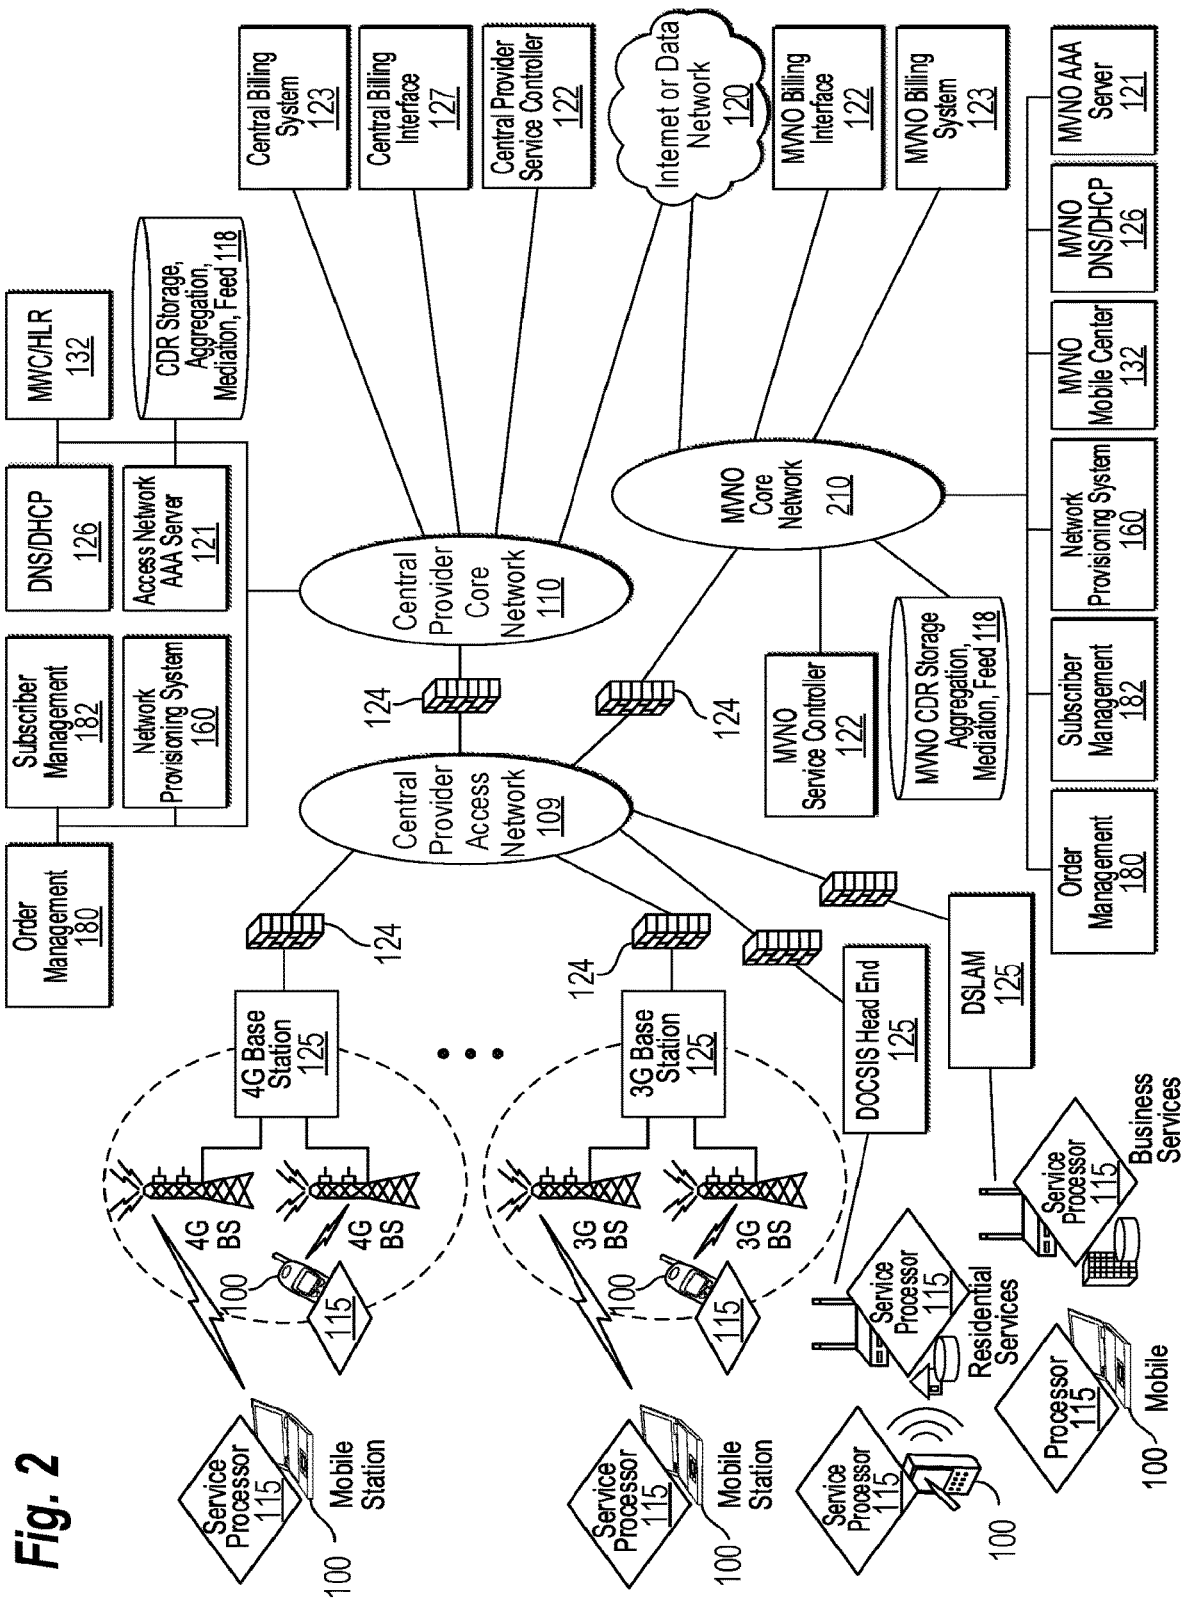 Fig. 2
Order
Management
180
Subscriber
Management
182
DNS/DHCP
126
MWC/HLR
132
Network
Provisioning System
160
Access Network
AAA Server
121
CDR Storage,
Aggregation,
Mediation, Feed 118
Service
Processor
115
Mobile
Station
100
4G
BS
4G
BS
100
115
4G Base
Station
125
124
Central
Provider
Access
Network
109
124
Central
Provider
Core
Network
110
Central Billing
System
123
Central Billing
Interface
127
Central Provider
Service Controller
122
Service
Processor
115
Mobile
Station
100
3G
BS
3G
BS
100
115
3G Base
Station
125
124
124
MVNO
Core
Network
210
Internet or Data
Network
120
MVNO Billing
Interface
122
MVNO Billing
System
123
MVNO
Service Controller
122
MVNO CDR Storage
Aggregation,
Mediation, Feed 118
Service
Processor
115
100
Service
Processor
115
Residential
Services
DOCSIS Head End
125
DSLAM
125
Processor
115
100
Mobile
Service
Processor
115
Business
Services
Order
Management
180
Subscriber
Management
182
Network
Provisioning System
160
MVNO
Mobile Center
132
MVNO
DNS/DHCP
126
MVNO AAA
Server
121